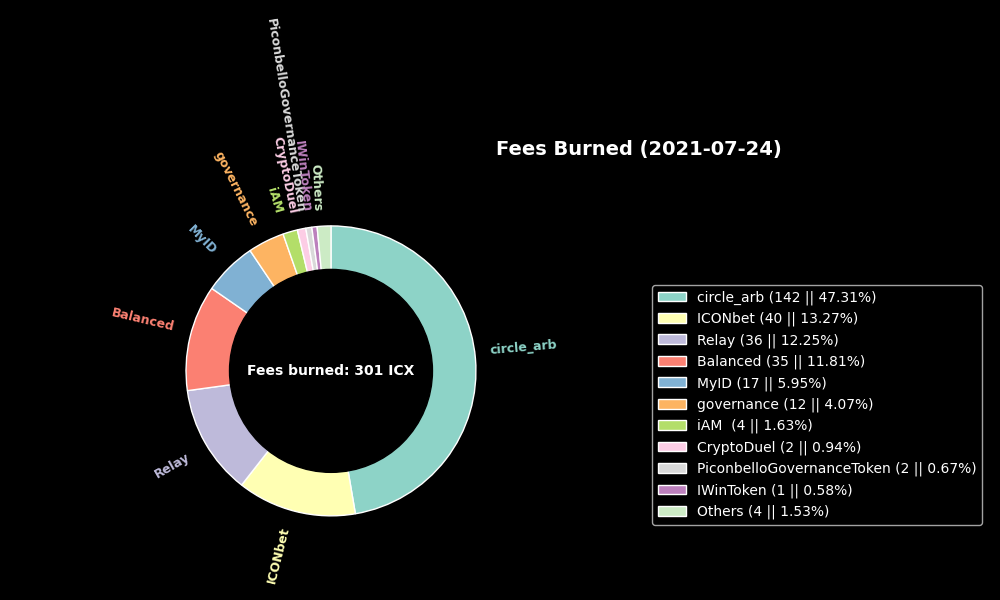 Fees Burned (2021-07-24)
PiconbelloGovernanceToken
IWinToken
CryptoDuel
Others
iAM
governance
MyID
Balanced
circle_arb
Fees burned: 301 ICX
Relay
ICONbet
circle_arb (142 || 47.31%)
ICONbet (40 || 13.27%)
Relay (36 || 12.25%)
Balanced (35 || 11.81%)
MyID (17 || 5.95%)
governance (12 || 4.07%)
iAM  (4 || 1.63%)
CryptoDuel (2 || 0.94%)
PiconbelloGovernanceToken (2 || 0.67%)
IWinToken (1 || 0.58%)
Others (4 || 1.53%)